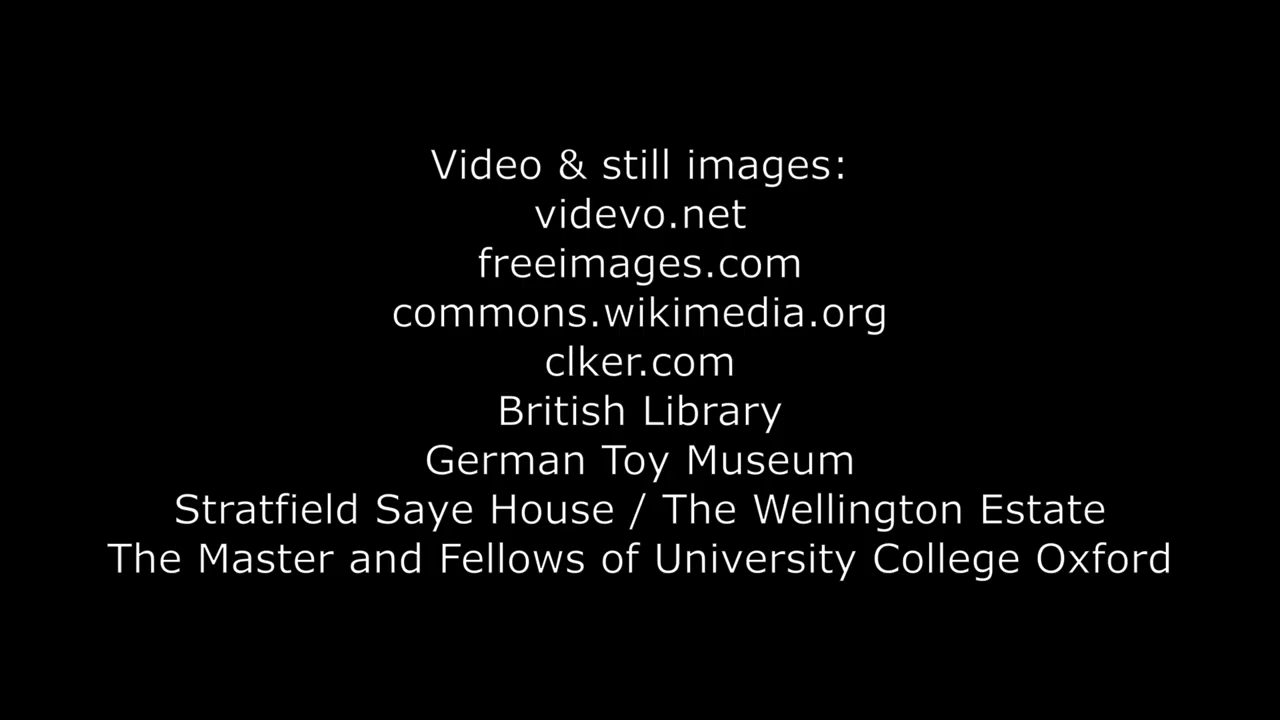 Video & still images:
videvo.net
freeimages.com
commons.wikimedia.org
clker.com
British Library
German Toy Museum
Stratfield Saye House / The Wellington Estate
The Master and Fellows of University College Oxford